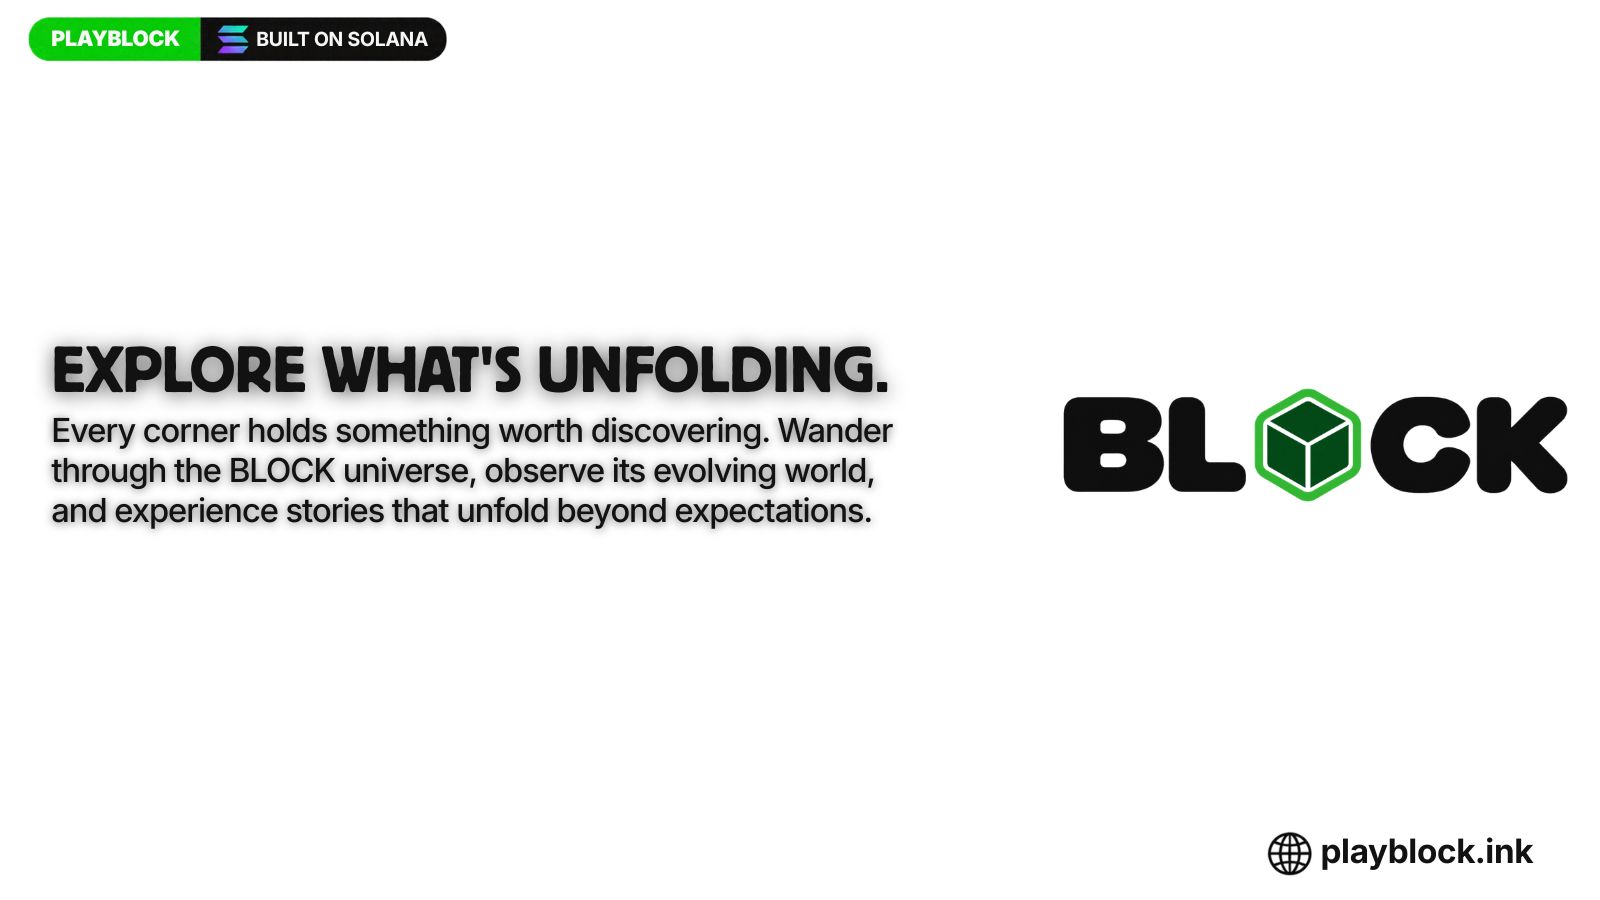 PLAYBLOCK BUILT ON SOLANA
EXPLORE WHAT'S UNFOLDING.
Every corner holds something worth discovering. Wander
through the BLOCK universe, observe its evolving world,
and experience stories that unfold beyond expectations.
BLOCK
playblock.ink